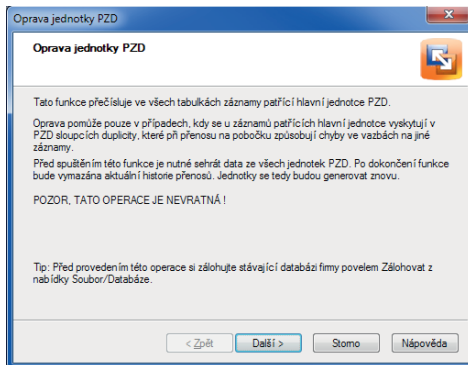 Oprava jednotky PZD
Oprava jednotky PZD
Tato funkce přečísluje ve všech tabulkách záznamy patřící hlavní jednotce PZD.
Oprava pomůže pouze v případech, kdy se u záznamů patřících hlavní jednotce vyskytují v
PZD sloupcích duplicity, které při přenosu na pobočku způsobují chyby ve vazbách na jiné
záznamy.
Před spuštěním této funkce je nutné sehrát data ze všech jednotek PZD. Po dokončení funkce
bude vymazána aktuální historie přenosů. Jednotky se tedy budou generovat znovu.
POZOR, TATO OPERACE JE NEVRATNÁ !
Tip: Před provedením této operace si zálohujte stávající databázi firmy povelem Zálohovat z
nabídky Soubor/Databáze.
< Zpět Další > Storno Nápověda